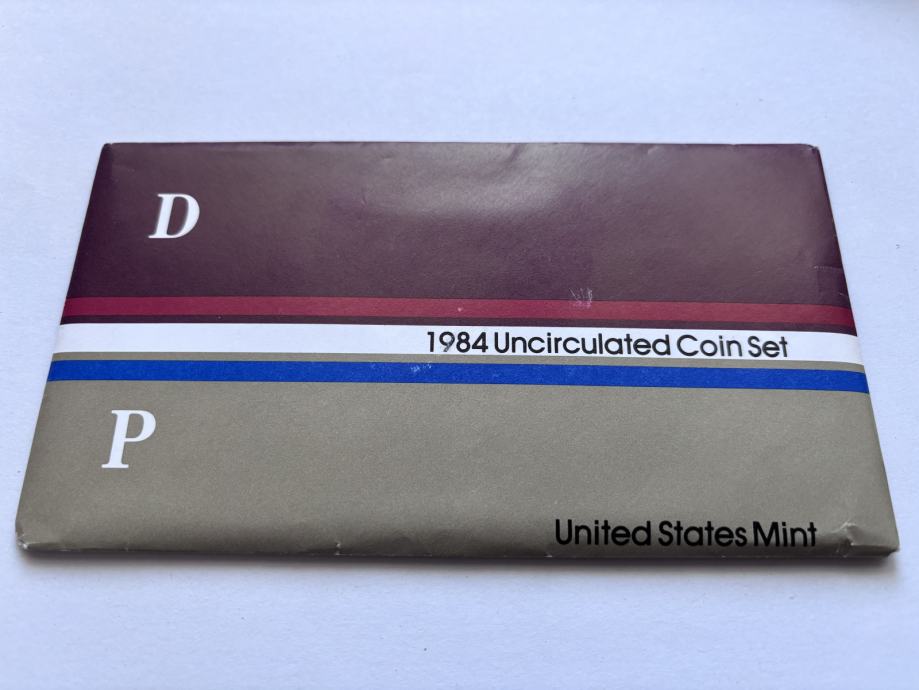 D
1984 Uncirculated Coin Set
P
United States Mint